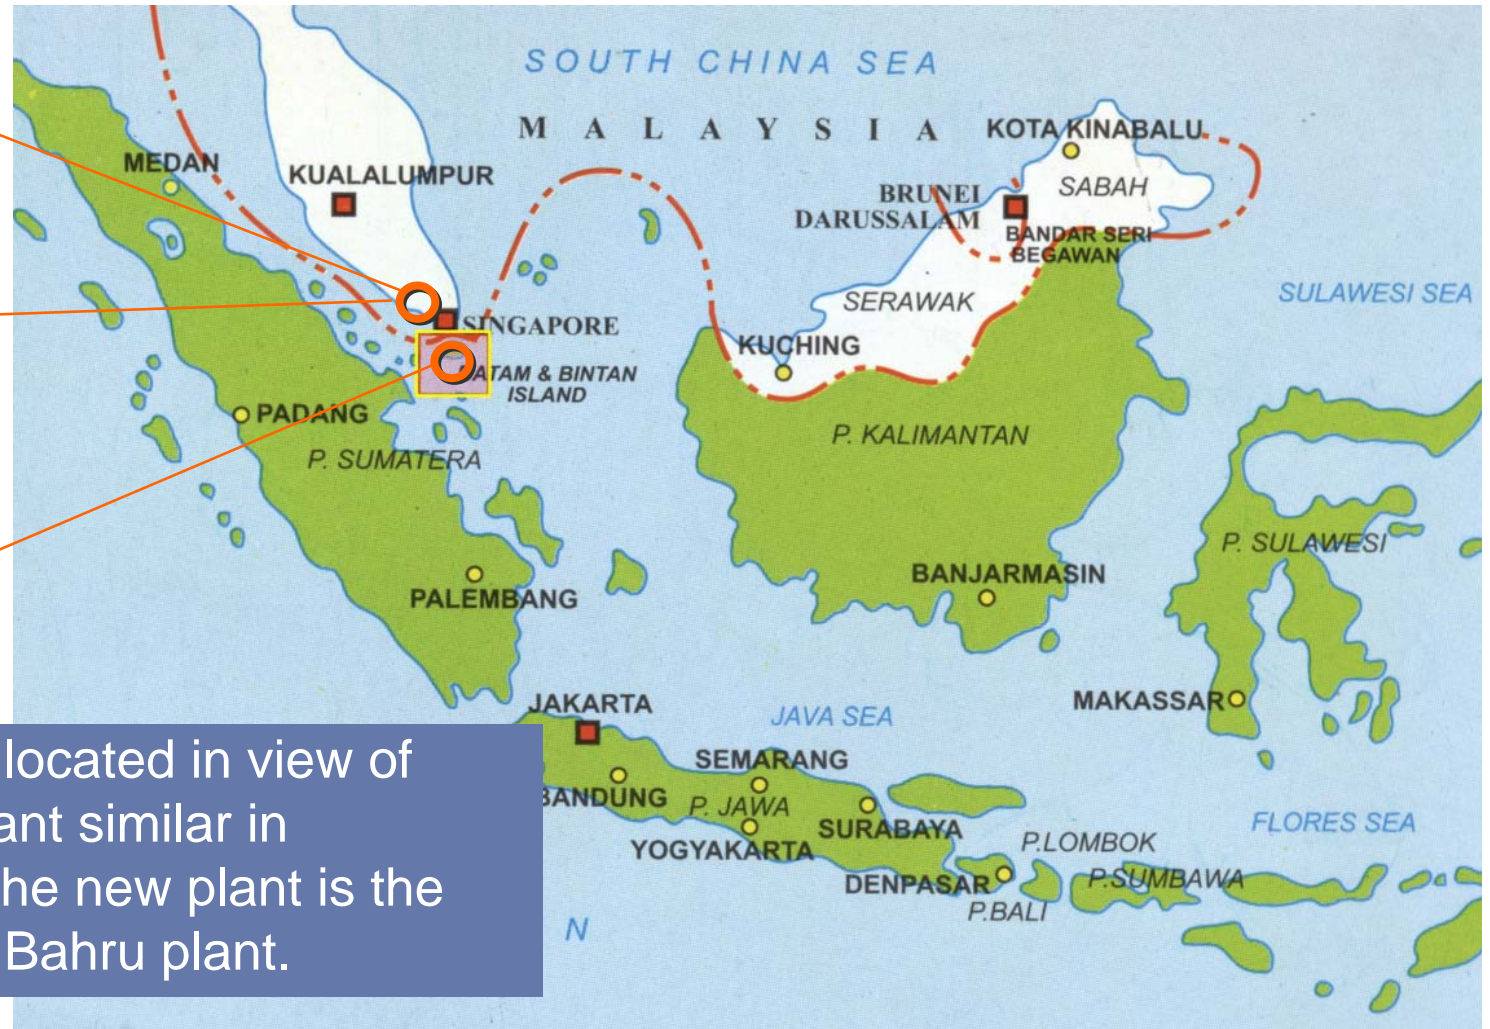 SOUTH CHINA SEA
MALAYSIA
KOTA KINABALU
MEDAN
KUALALUMPUR
BRUNEI
DARUSSALAM
SABAH
BANDAR SERI
BEGAWAN
SULAWESI SEA
SERAWAK
SINGAPORE
KUCHING
BATAM & BINTAN
ISLAND
PADANG
P. SUMATERA
P. KALIMANTAN
P. SULAWESI
BANJARMASIN
PALEMBANG
MAKASSAR
JAKARTA
JAVA SEA
SEMARANG
BANDUNG
P. JAWA
SURABAYA
FLORES SEA
YOGYAKARTA
P.LOMBOK
DENPASAR
P.SUMBAWA
P.BALI
N
located in view of
ant similar in
he new plant is the
Bahru plant.